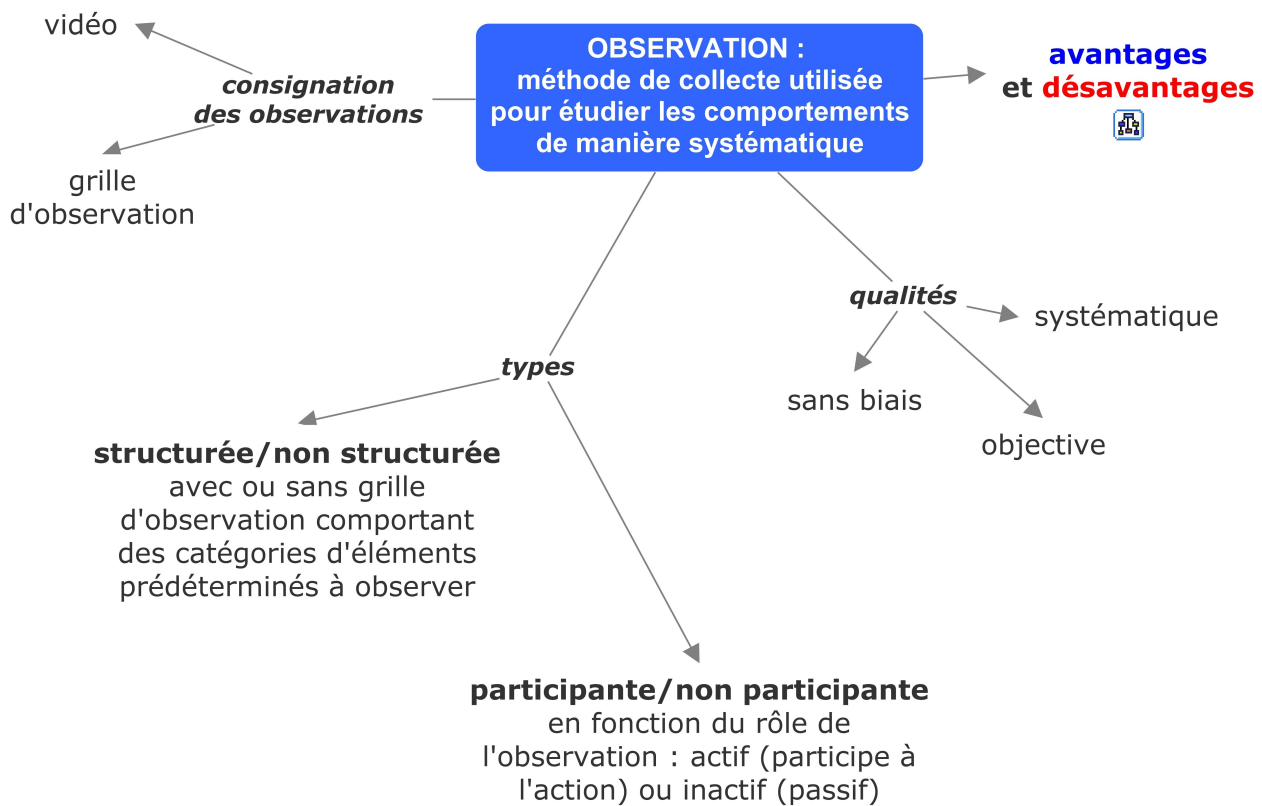 vidéo
consignation
des observations
grille
d'observation
OBSERVATION :
méthode de collecte utilisée
pour étudier les comportements
de manière systématique
avantages
et désavantages
qualités
systématique
sans biais
objective
types
structurée/non structurée
avec ou sans grille
d'observation comportant
des catégories d'éléments
prédéterminés à observer
participante/non participante
en fonction du rôle de
l'observation : actif (participe à
l'action) ou inactif (passif)